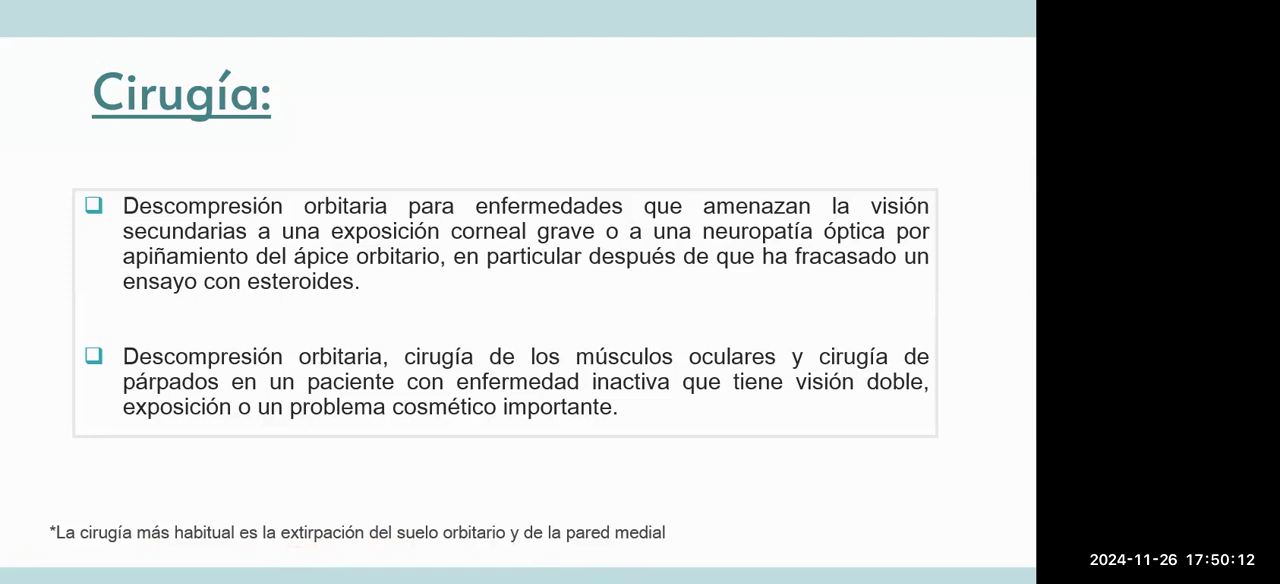 Cirugía:
Descompresión orbitaria para enfermedades que amenazan la visión
secundarias a una exposición corneal grave o a una neuropatía óptica por
apiñamiento del ápice orbitario, en particular después de que ha fracasado un
ensayo con esteroides.
Descompresión orbitaria, cirugía de los músculos oculares y cirugía de
párpados en un paciente con enfermedad inactiva que tiene visión doble,
exposición o un problema cosmético importante.
*La cirugía más habitual es la extirpación del suelo orbitario y de la pared medial
2024-11-26 17:50:12